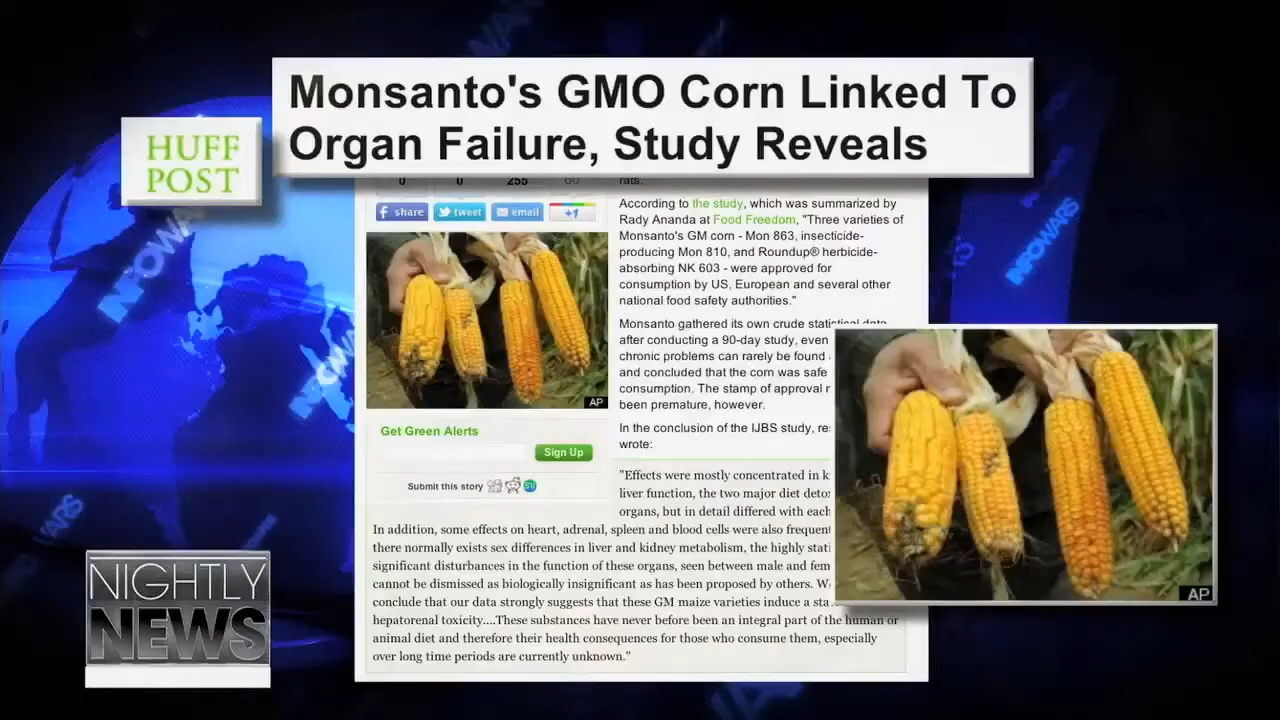 Monsanto's GMO Corn Linked To
Organ Failure, Study Reveals
HUFF
POST
0 0 255
rats.
share
tweet
email
+1
According to the study, which was summarized by
Rady Ananda at Food Freedom, "Three varieties of
Monsanto's GM corn - Mon 863, insecticide-
producing Mon 810, and Roundup® herbicide-
absorbing NK 603 - were approved for
consumption by US, European and several other
national food safety authorities."
Monsanto gathered its own crude statistical data
after conducting a 90-day study, even
chronic problems can rarely be found
and concluded that the corn was safe
consumption. The stamp of approval
been premature, however.
In the conclusion of the IJBS study,
wrote:
AP
Get Green Alerts
Sign Up
Submit this story
"Effects were mostly concentrated in
liver function, the two major diet
organs, but in detail differed with each
In addition, some effects on heart, adrenal, spleen and blood cells were also
there normally exists sex differences in liver and kidney metabolism, the highly
significant disturbances in the function of these organs, seen between male and
cannot be dismissed as biologically insignificant as has been proposed by others.
conclude that our data strongly suggests that these GM maize varieties induce a
hepatorenal toxicity....These substances have never before been an integral part of the human or
animal diet and therefore their health consequences for those who consume them, especially
over long time periods are currently unknown."
AP
NIGHTLY
NEWS
INFOWARS
INFOWARS